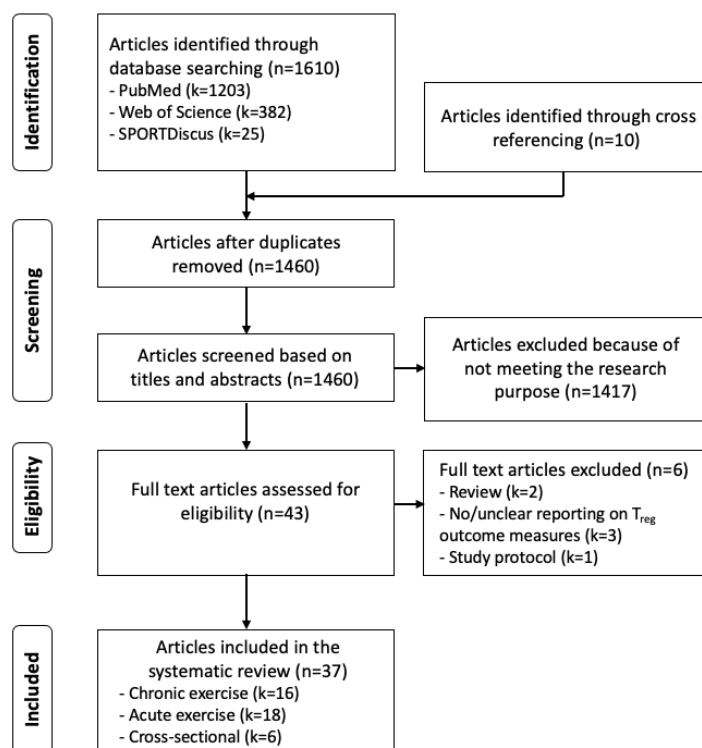 Identification
Articles identified through
database searching (n=1610)
- PubMed (k=1203)
- Web of Science (k=382)
- SPORTDiscus (k=25)
Articles identified through cross
referencing (n=10)
Screening
Articles after duplicates
removed (n=1460)
Articles screened based on
titles and abstracts (n=1460)
Articles excluded because of
not meeting the research
purpose (n=1417)
Eligibility
Full text articles assessed for
eligibility (n=43)
Full text articles excluded (n=6)
- Review (k=2)
- No/unclear reporting on Treg
outcome measures (k=3)
- Study protocol (k=1)
Included
Articles included in the
systematic review (n=37)
- Chronic exercise (k=16)
- Acute exercise (k=18)
- Cross-sectional (k=6)